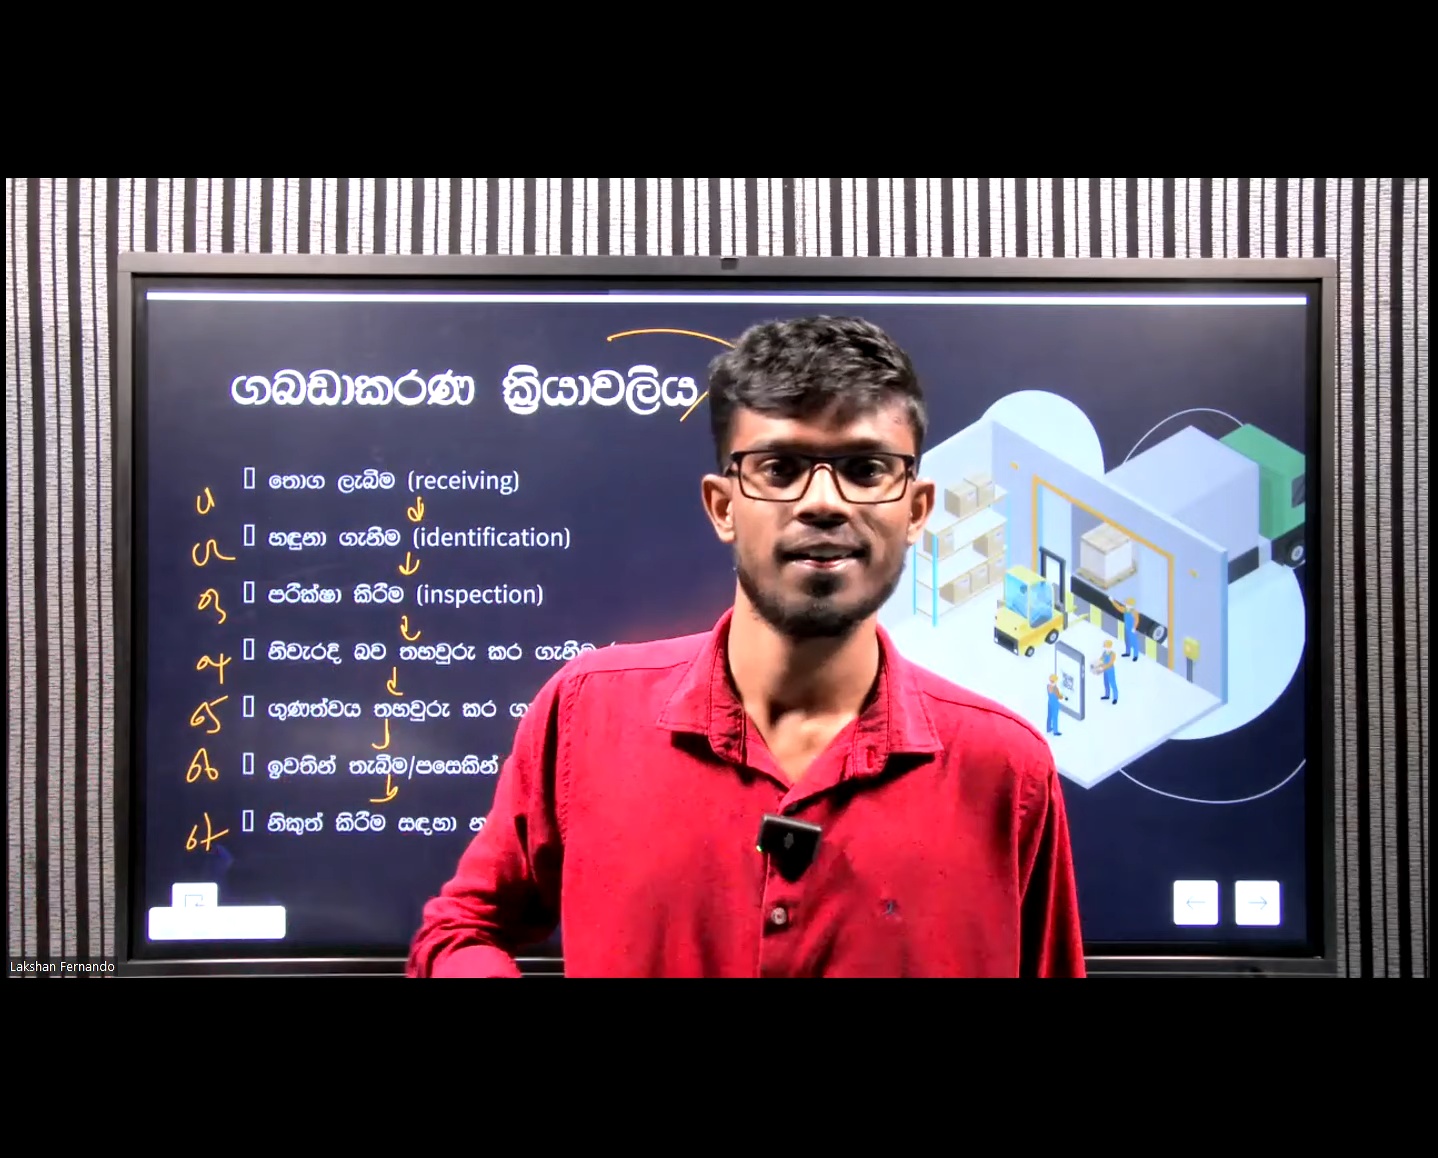 ගබඩාකරණ ක්‍රියාවලිය
තොග ලැබීම (receiving)
හඳුනා ගැනීම (identification)
පරීක්ෂා කිරීම (inspection)
නිවැරදි බව තහවුරු කර ගැනීම
ගුණත්වය තහවුරු කර
ඉවතින් තැබීම/පසෙකින්
නිකුත් කිරීම සඳහා
Lakshan Fernando